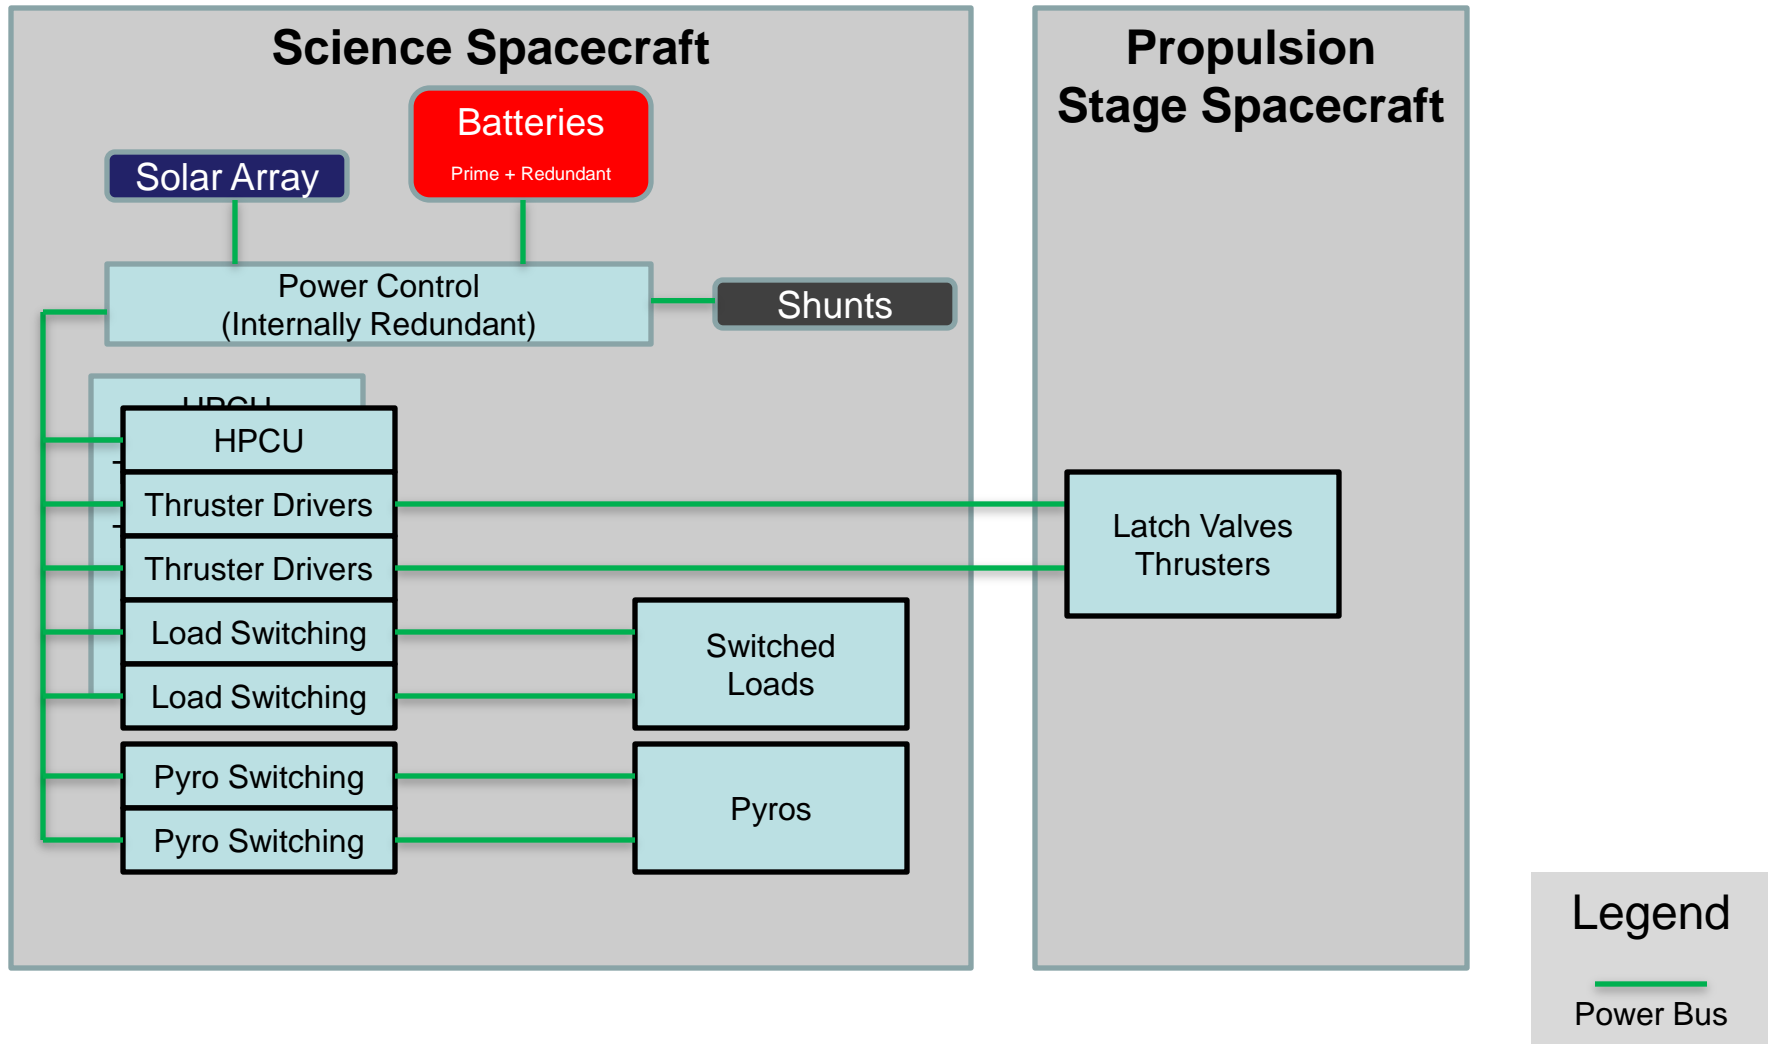 Science Spacecraft
Propulsion
Stage Spacecraft
Batteries
Prime + Redundant
Solar Array
Power Control
(Internally Redundant)
Shunts
HPCU
HPCU
Thruster Drivers
Thruster Drivers
Load Switching
Load Switching
Pyro Switching
Pyro Switching
Latch Valves
Thrusters
Switched
Loads
Pyros
Legend
Power Bus